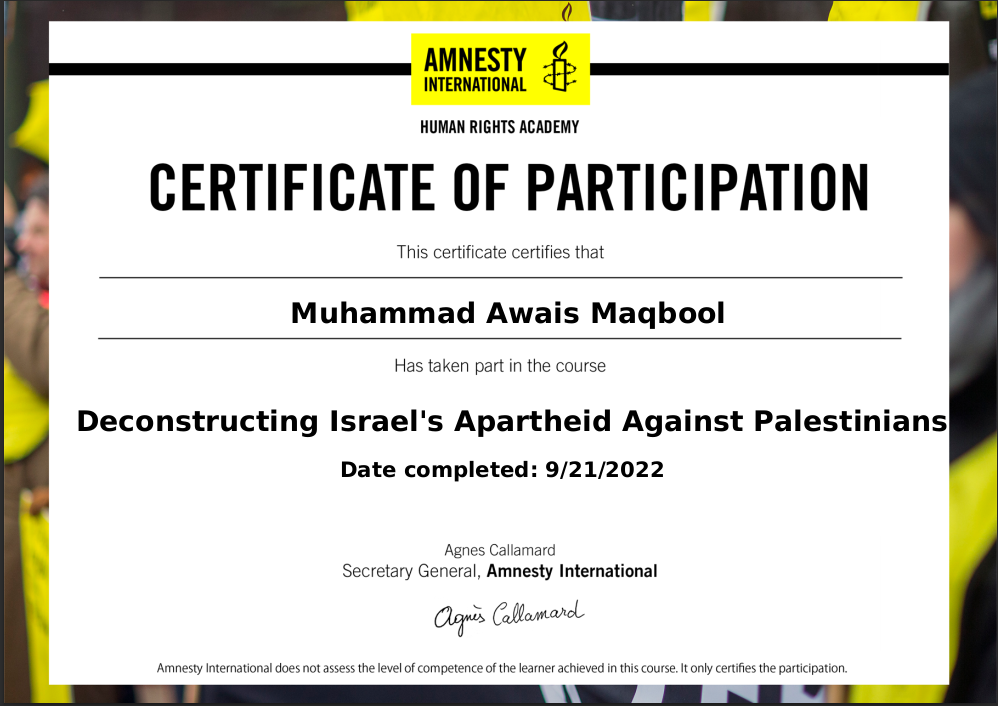 AMNESTY
INTERNATIONAL
HUMAN RIGHTS ACADEMY
CERTIFICATE OF PARTICIPATION
This certificate certifies that
Muhammad Awais Maqbool
Has taken part in the course
Deconstructing Israel's Apartheid Against Palestinians
Date completed: 9/21/2022
Agnes Callamard
Secretary General, Amnesty International
Agnès Callamard
Amnesty International does not assess the level of competence of the learner achieved in this course. It only certifies the participation.